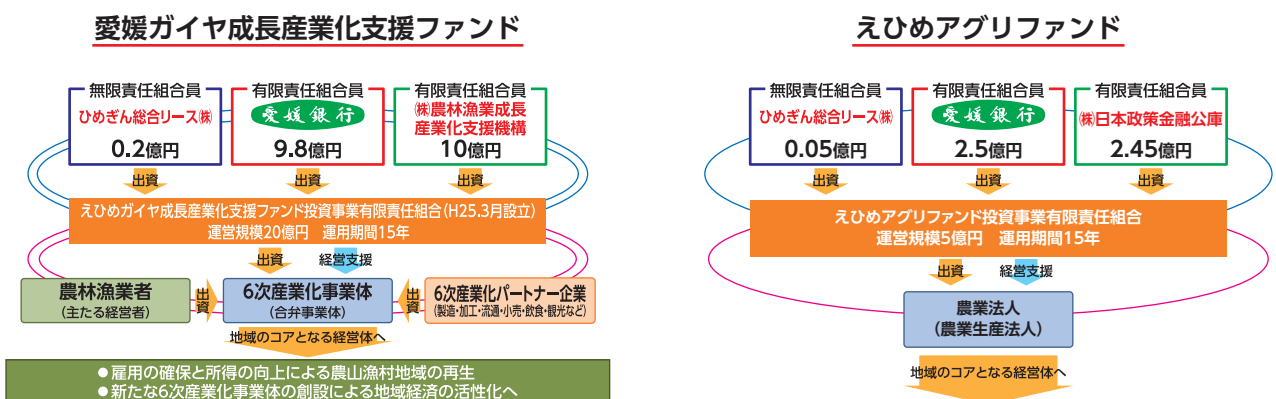 愛媛ガイヤ成長産業化支援ファンド
無限責任組合員
ひめぎん総合リース㈱
0.2億円
有限責任組合員
愛媛銀行
9.8億円
有限責任組合員
㈱農林漁業成長
産業化支援機構
10億円
出資
出資
出資
えひめガイヤ成長産業化支援ファンド投資事業有限責任組合(H25.3月設立)
運営規模20億円 運用期間15年
出資
経営支援
農林漁業者
(主たる経営者)
出資
6次産業化事業体
(合弁事業体)
出資
6次産業化パートナー企業
(製造・加工・流通・小売・飲食・観光など)
地域のコアとなる経営体へ
●雇用の確保と所得の向上による農山漁村地域の再生
●新たな6次産業化事業体の創設による地域経済の活性化へ
えひめアグリファンド
無限責任組合員
ひめぎん総合リース㈱
0.05億円
有限責任組合員
愛媛銀行
2.5億円
有限責任組合員
㈱日本政策金融公庫
2.45億円
出資
出資
出資
えひめアグリファンド投資事業有限責任組合
運営規模5億円 運用期間15年
出資
経営支援
農業法人
(農業生産法人)
地域のコアとなる経営体へ